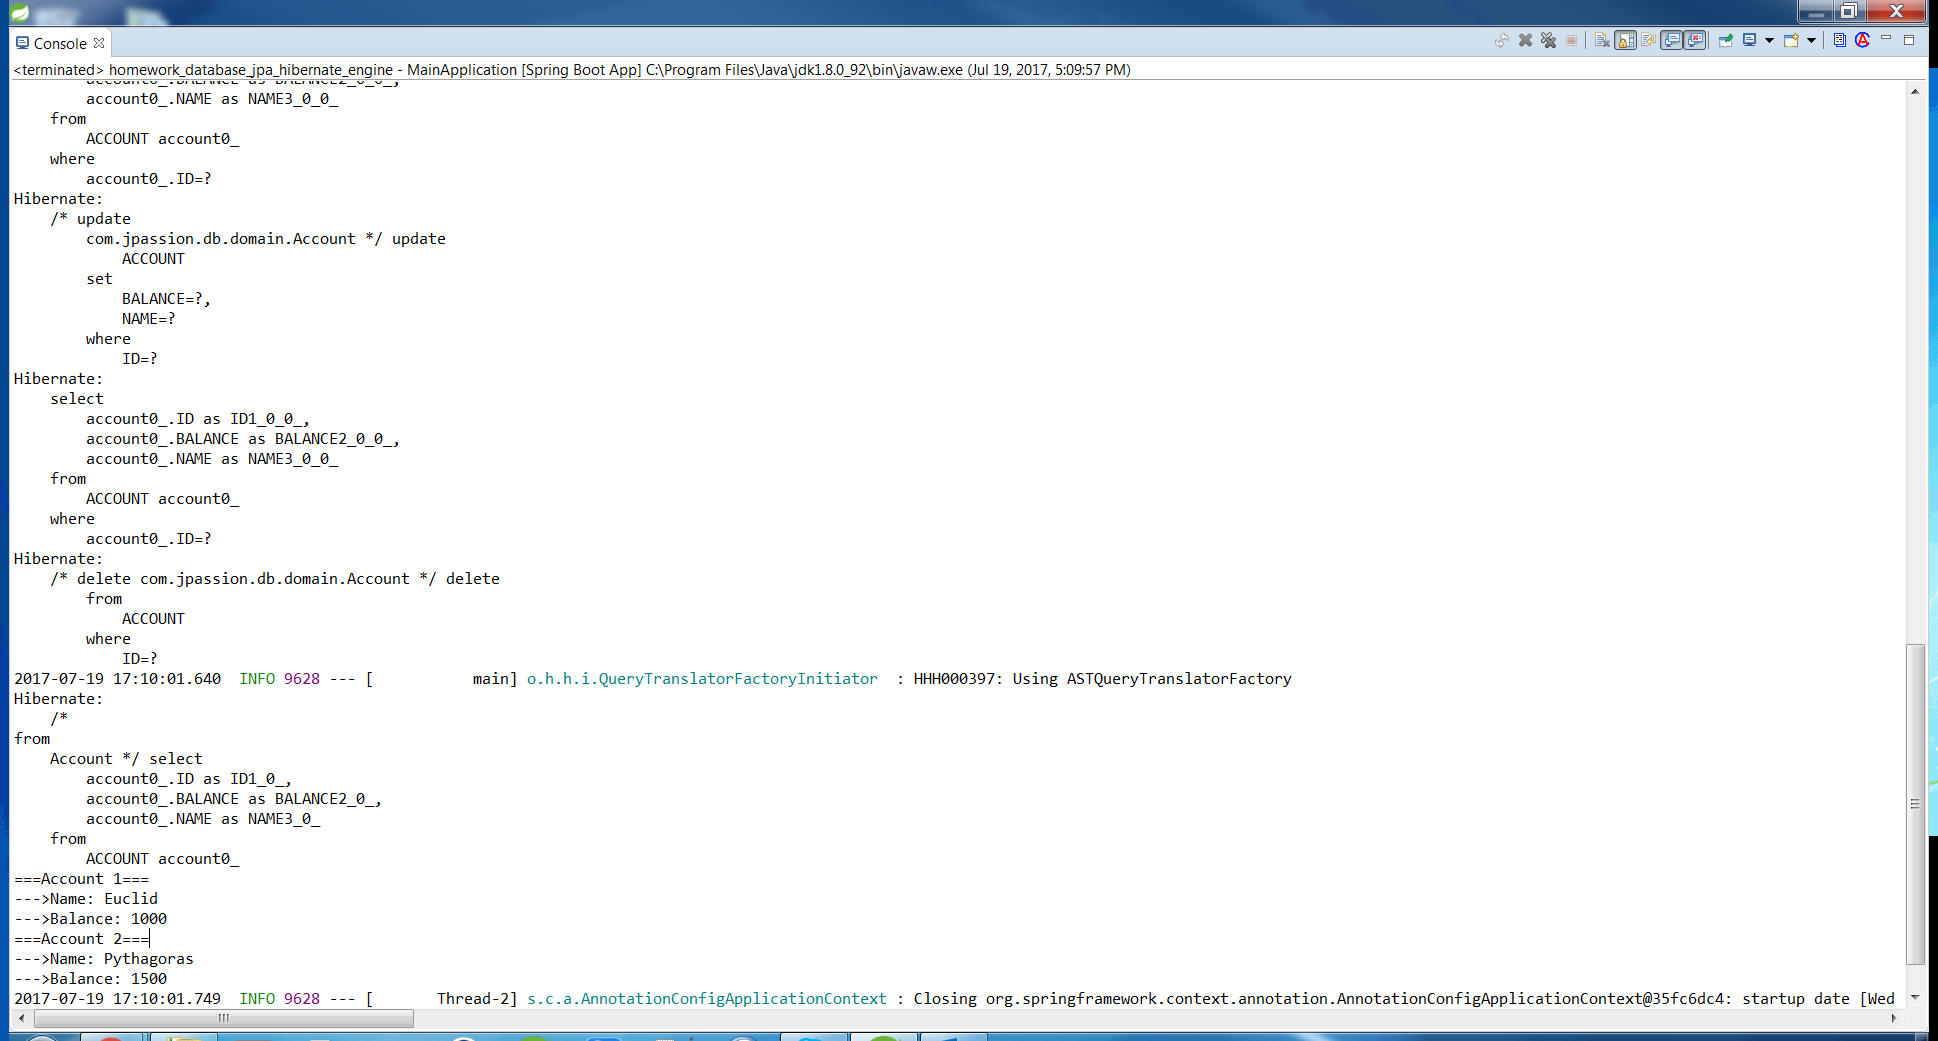 Console
<terminated> homework_database_jpa_hibernate_engine - MainApplication [Spring Boot App] C:\Program Files\Java\jdk1.8.0_92\bin\javaw.exe (Jul 19, 2017, 5:09:57 PM)
account0_.BALANCE as BALANCE2_0_0_,
account0_.NAME as NAME3_0_0_
from
ACCOUNT account0_
where
account0_.ID=?
Hibernate:
/* update
com.jpassion.db.domain.Account */ update
ACCOUNT
set
BALANCE=?,
NAME=?
where
ID=?
Hibernate:
select
account0_.ID as ID1_0_0_,
account0_.BALANCE as BALANCE2_0_0_,
account0_.NAME as NAME3_0_0_
from
ACCOUNT account0_
where
account0_.ID=?
Hibernate:
/* delete com.jpassion.db.domain.Account */ delete
from
ACCOUNT
where
ID=?
2017-07-19 17:10:01.640  INFO 9628 --- [           main] o.h.h.i.QueryTranslatorFactoryInitiator  : HHH000397: Using ASTQueryTranslatorFactory
Hibernate:
/*
from
Account */ select
account0_.ID as ID1_0_,
account0_.BALANCE as BALANCE2_0_,
account0_.NAME as NAME3_0_
from
ACCOUNT account0_
===Account 1===
--->Name: Euclid
--->Balance: 1000
===Account 2===
--->Name: Pythagoras
--->Balance: 1500
2017-07-19 17:10:01.749  INFO 9628 --- [       Thread-2] s.c.a.AnnotationConfigApplicationContext : Closing org.springframework.context.annotation.AnnotationConfigApplicationContext@35fc6dc4: startup date [Wed